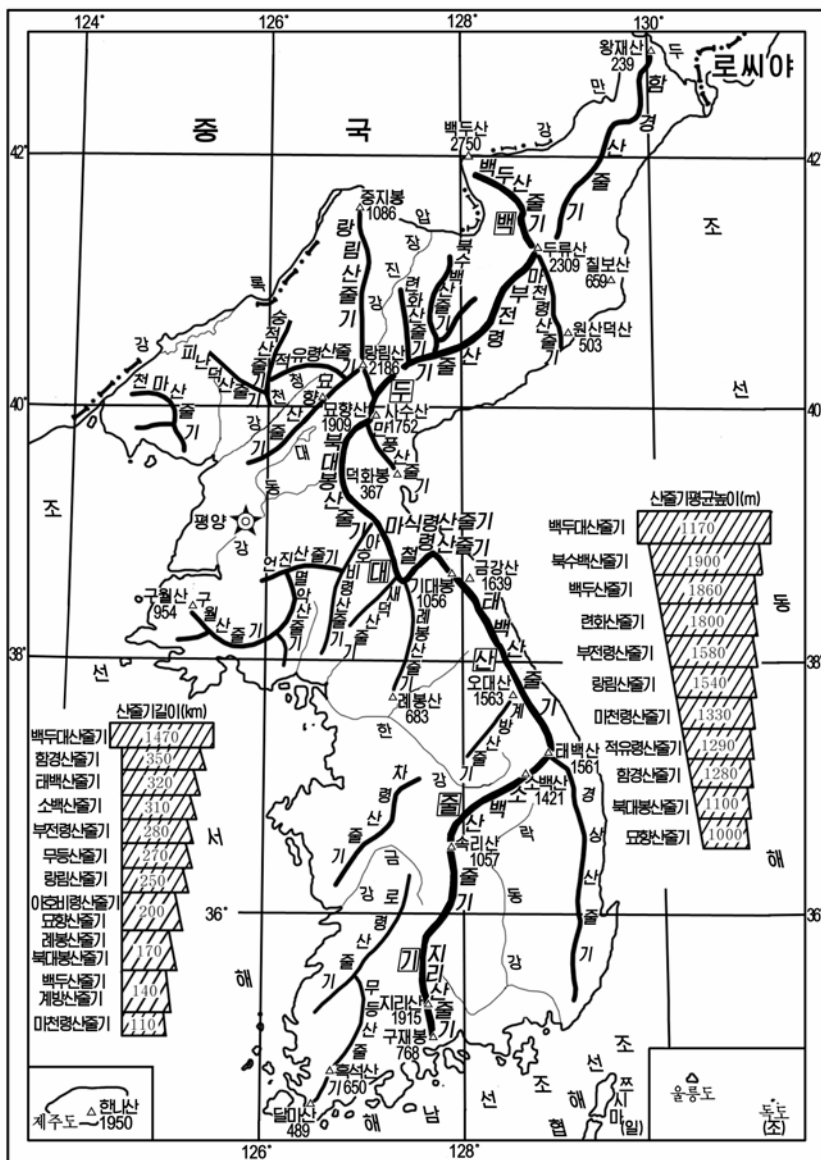 124°
126°
128°
130°
왕재산
239
두
만
강
로씨야
함경산줄기
중 국
백두산
2750
42°
42°
백두산줄기
중지봉
1086
압
록
강
랑림산줄기
장
진
강
북수백산줄기
련화산줄기
백
두류산
2309
칠보산
659
조
선
동
해
부전령산줄기
마천령산줄기
원산덕산
503
숭적산줄기
적유령산줄기
랑림산
2186
피난덕산줄기
천마산줄기
청
천
강
묘향산줄기
두
40°
40°
묘향산
1909
사수산
1752
마
풍
산
줄
기
북대봉산줄기
대
동
강
덕화봉
367
평양
조
선
서
해
마식령산줄기
철령산줄기
언진산줄기
아호비령산줄기
대
멸악산줄기
구월산
954
구월산줄기
새덕산줄기
기대봉
1056
금강산
1639
태백산줄기
례봉산줄기
38°
38°
산
오대산
1563
례봉산
683
계방산줄기
한
강
태백산
1561
소백산
1421
차령산줄기
줄
소백산줄기
속리산
1057
락
동
강
경상산줄기
금
강
로령산줄기
36°
36°
기
지리산줄기
무등산줄기
지리산
1915
구재봉
768
흑석산
650
달마산
489
남
해
조
선
조
선
해
협
쯔시마(일)
산줄기평균높이(m)
백두대산줄기 1170
북수백산줄기 1900
백두산줄기 1860
련화산줄기 1800
부전령산줄기 1580
랑림산줄기 1540
마천령산줄기 1330
적유령산줄기 1290
함경산줄기 1280
북대봉산줄기 1100
묘향산줄기 1000
산줄기길이(km)
백두대산줄기 1470
함경산줄기 350
태백산줄기 320
소백산줄기 310
부전령산줄기 280
무등산줄기 270
랑림산줄기 250
아호비령산줄기
묘향산줄기 200
례봉산줄기
북대봉산줄기 170
백두산줄기
계방산줄기 140
마천령산줄기 110
제주도
한나산
1950
울릉도
독도
(조)
126°
128°